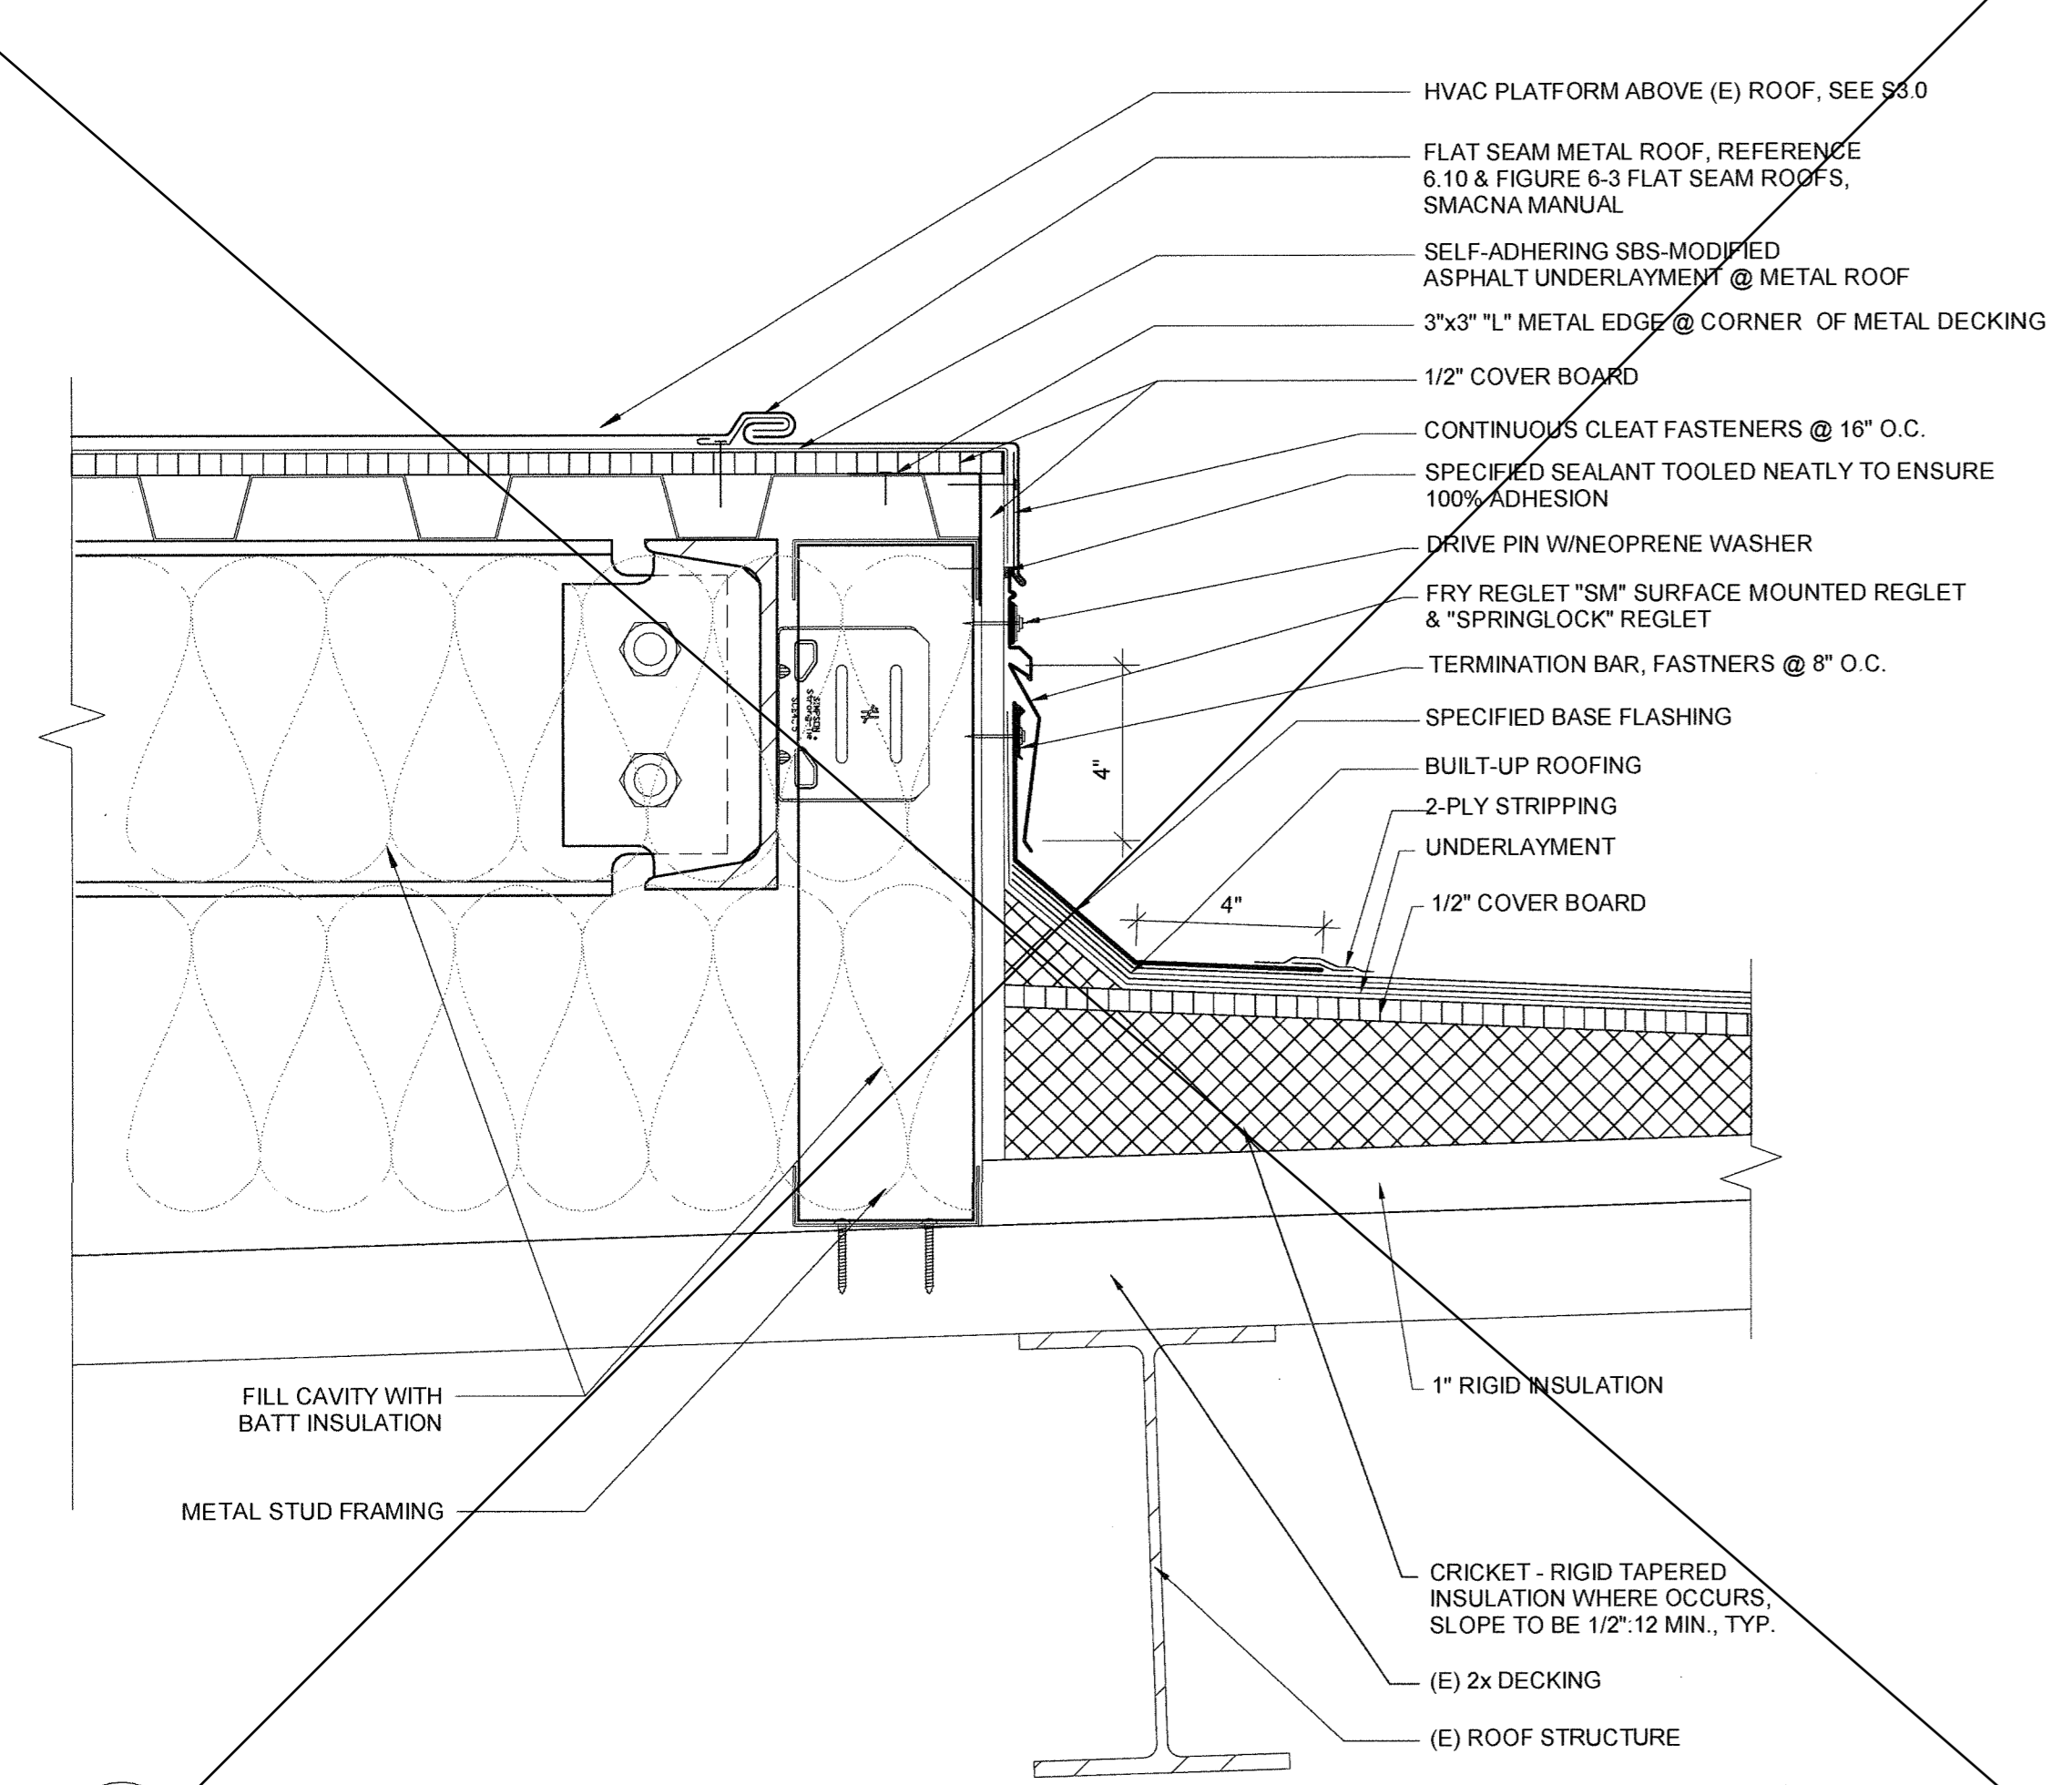 HVAC PLATFORM ABOVE (E) ROOF, SEE S3.0
FLAT SEAM METAL ROOF, REFERENCE
6.10 & FIGURE 6-3 FLAT SEAM ROOFS,
SMACNA MANUAL
SELF-ADHERING SBS-MODIFIED
ASPHALT UNDERLAYMENT @ METAL ROOF
3"x3" "L" METAL EDGE @ CORNER OF METAL DECKING
1/2" COVER BOARD
CONTINUOUS CLEAT FASTENERS @ 16" O.C.
SPECIFIED SEALANT TOOLED NEATLY TO ENSURE
100% ADHESION
DRIVE PIN W/NEOPRENE WASHER
FRY REGLET "SM" SURFACE MOUNTED REGLET
& "SPRINGLOCK" REGLET
TERMINATION BAR, FASTNERS @ 8" O.C.
SPECIFIED BASE FLASHING
BUILT-UP ROOFING
2-PLY STRIPPING
UNDERLAYMENT
1/2" COVER BOARD
SIMPSON
Strong-Tie
4"
4"
1" RIGID INSULATION
FILL CAVITY WITH
BATT INSULATION
METAL STUD FRAMING
CRICKET - RIGID TAPERED
INSULATION WHERE OCCURS,
SLOPE TO BE 1/2":12 MIN., TYP.
(E) 2x DECKING
(E) ROOF STRUCTURE